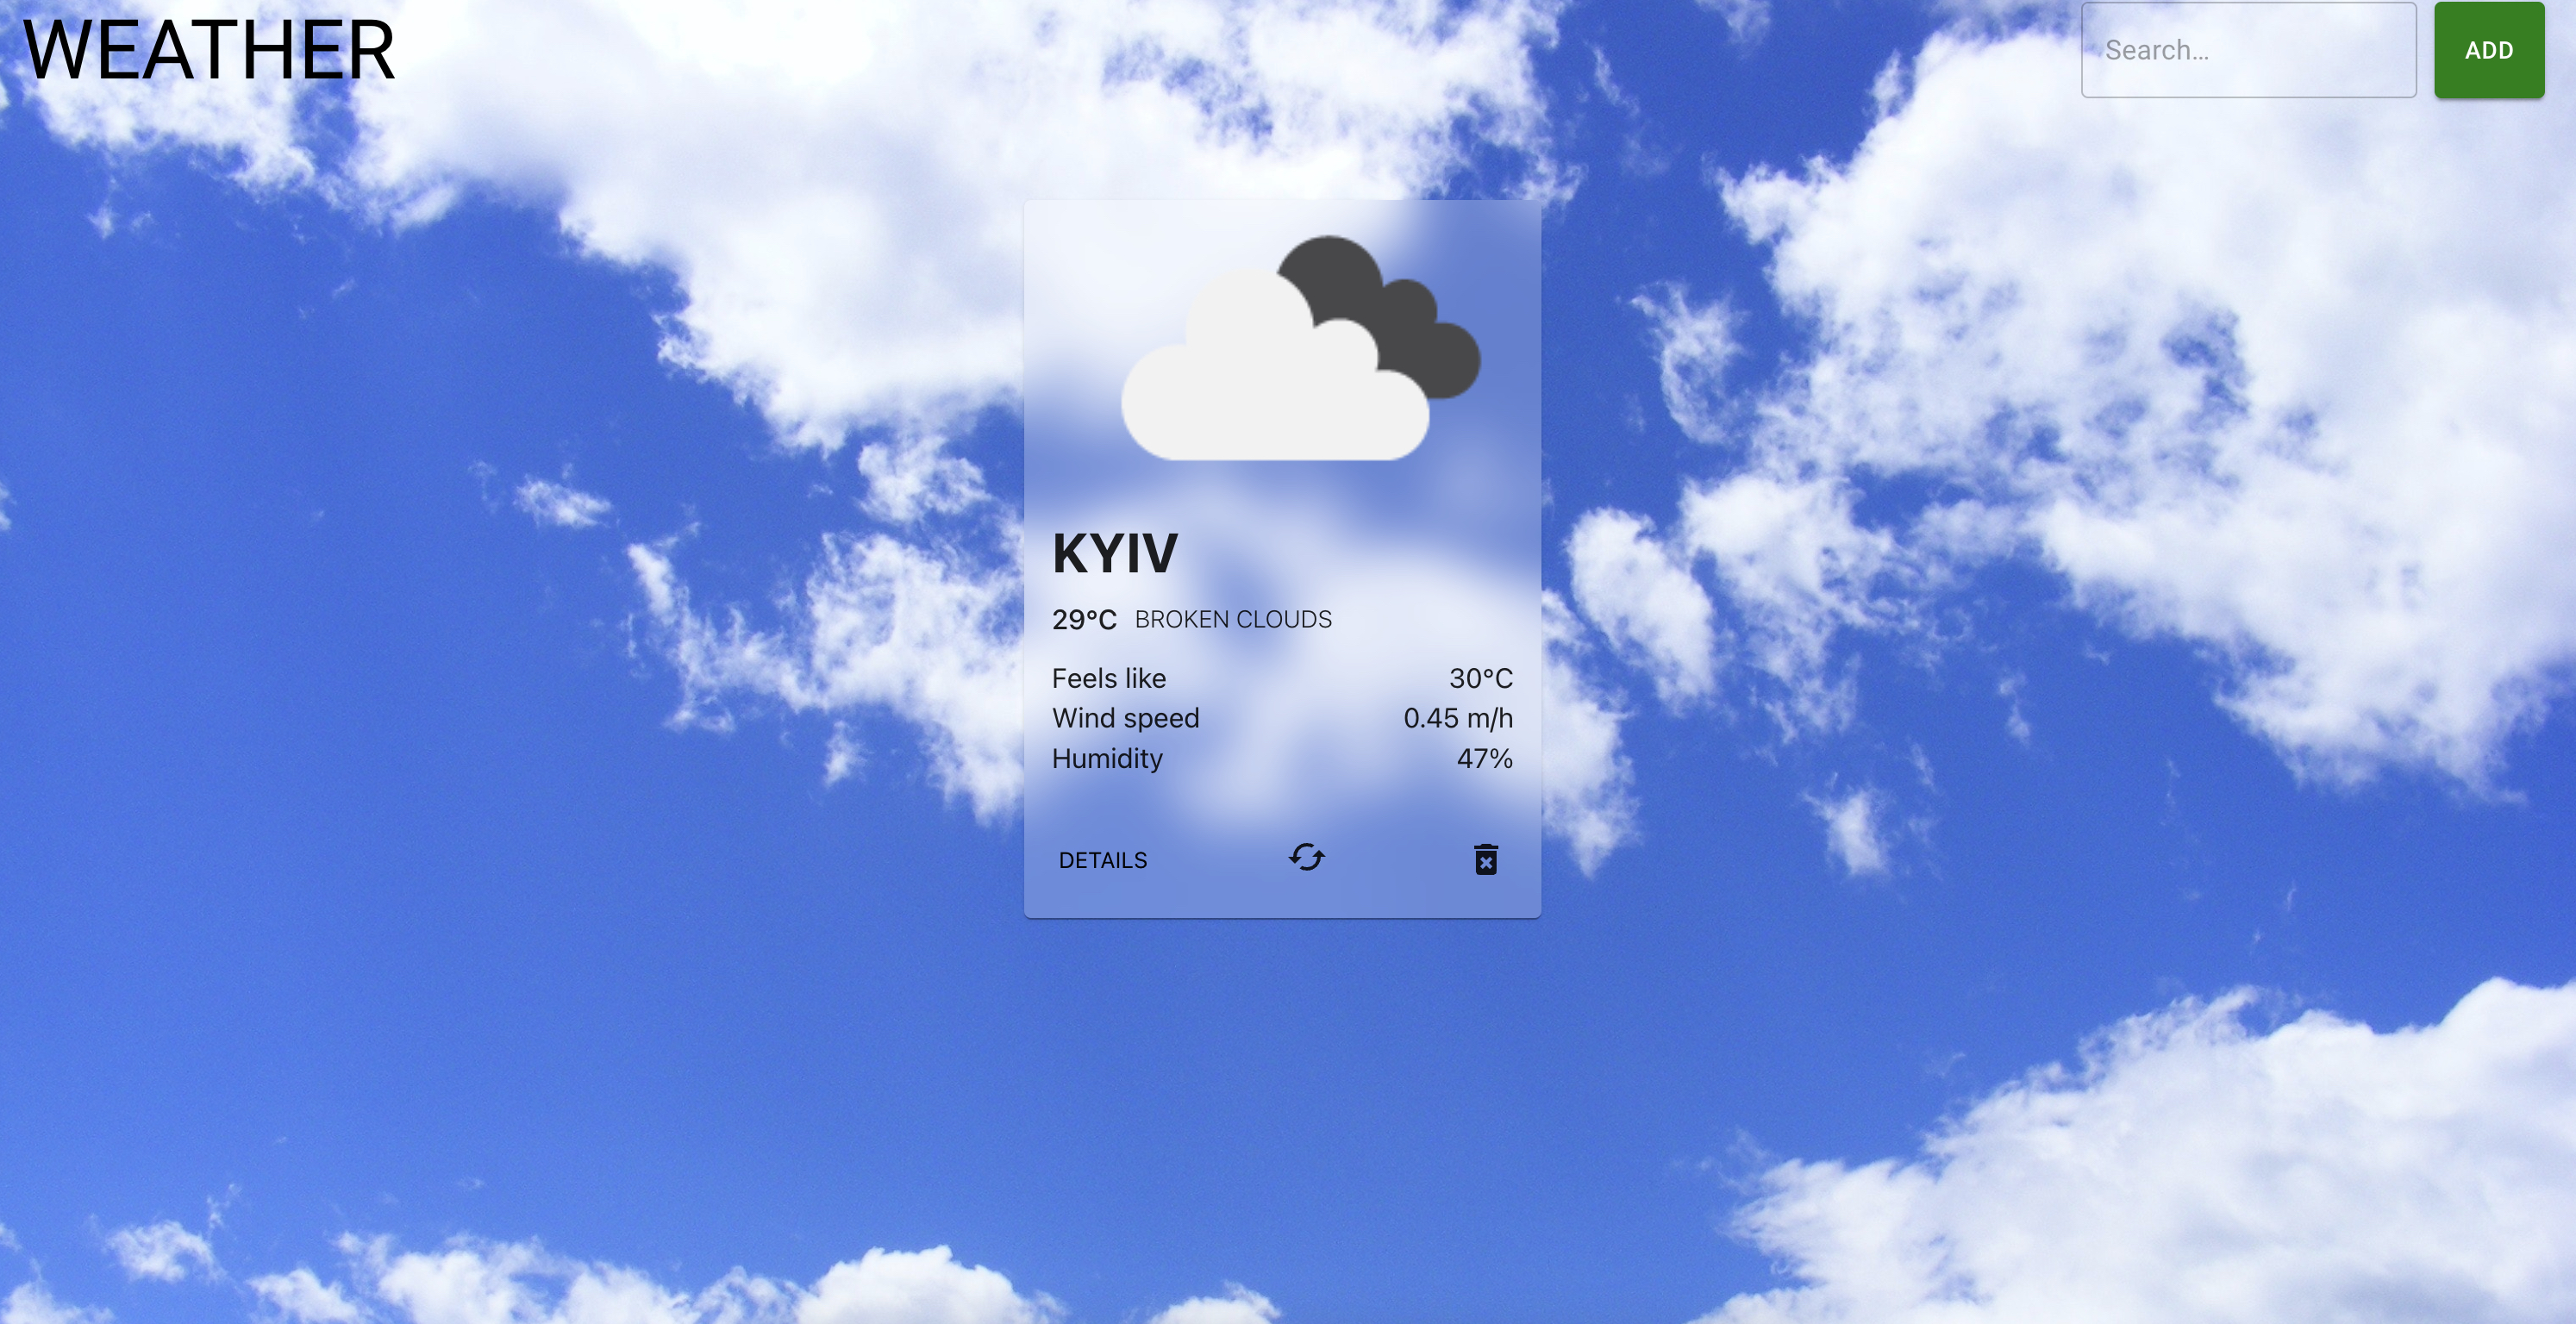 WEATHER
Search...
ADD
KYIV
29°C BROKEN CLOUDS
Feels like 30°C
Wind speed 0.45 m/h
Humidity 47%
DETAILS